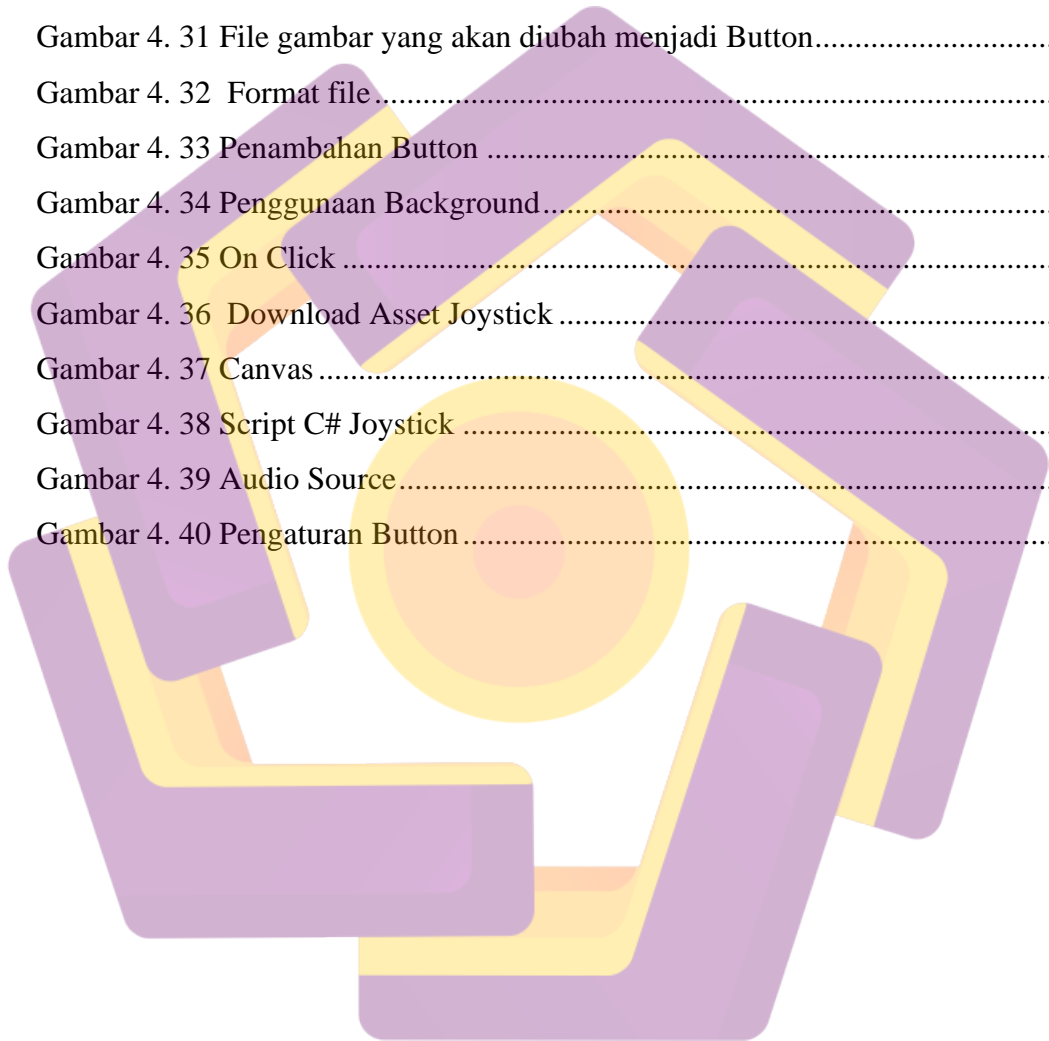 Gambar 4. 31 File gambar yang akan diubah menjadi Button.............................
Gambar 4. 32  Format file...................................................................................
Gambar 4. 33 Penambahan Button ......................................................................
Gambar 4. 34 Penggunaan Background...............................................................
Gambar 4. 35 On Click ........................................................................................
Gambar 4. 36  Download Asset Joystick .............................................................
Gambar 4. 37 Canvas ...........................................................................................
Gambar 4. 38 Script C# Joystick .........................................................................
Gambar 4. 39 Audio Source.................................................................................
Gambar 4. 40 Pengaturan Button .........................................................................